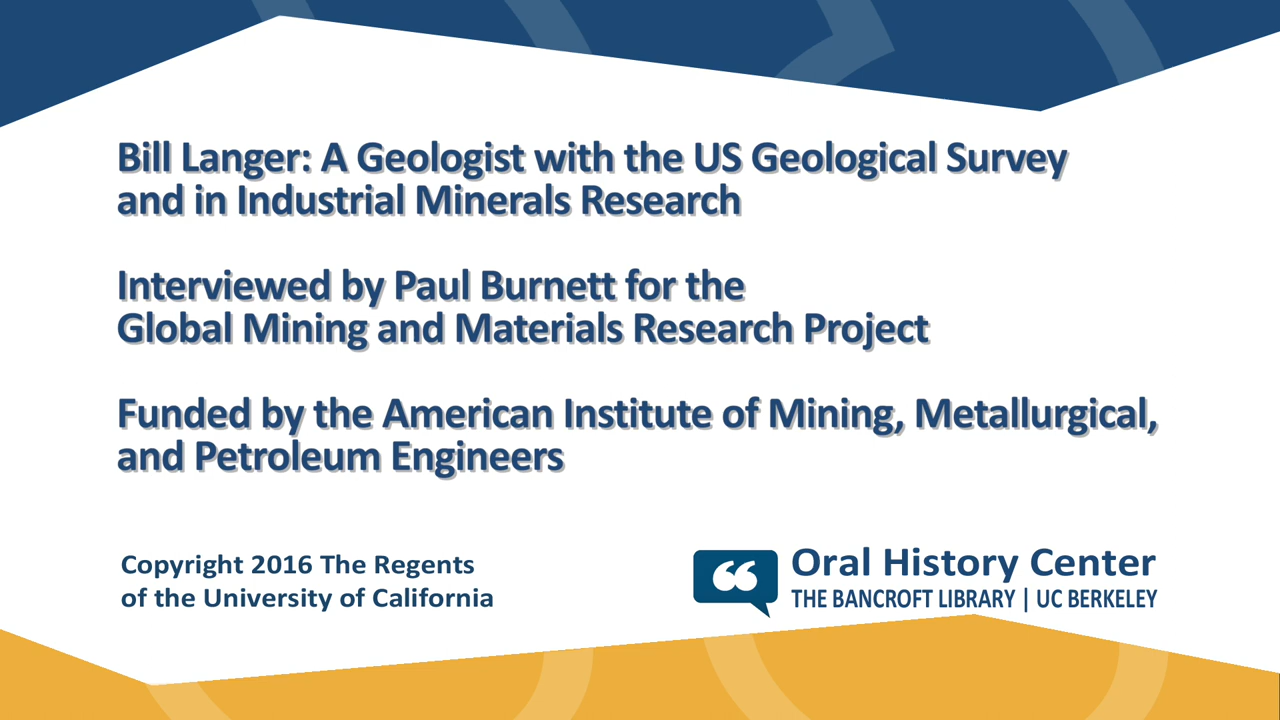 Bill Langer: A Geologist with the US Geological Survey
and in Industrial Minerals Research
Interviewed by Paul Burnett for the
Global Mining and Materials Research Project
Funded by the American Institute of Mining, Metallurgical,
and Petroleum Engineers
Copyright 2016 The Regents
of the University of California
Oral History Center
THE BANCROFT LIBRARY | UC BERKELEY